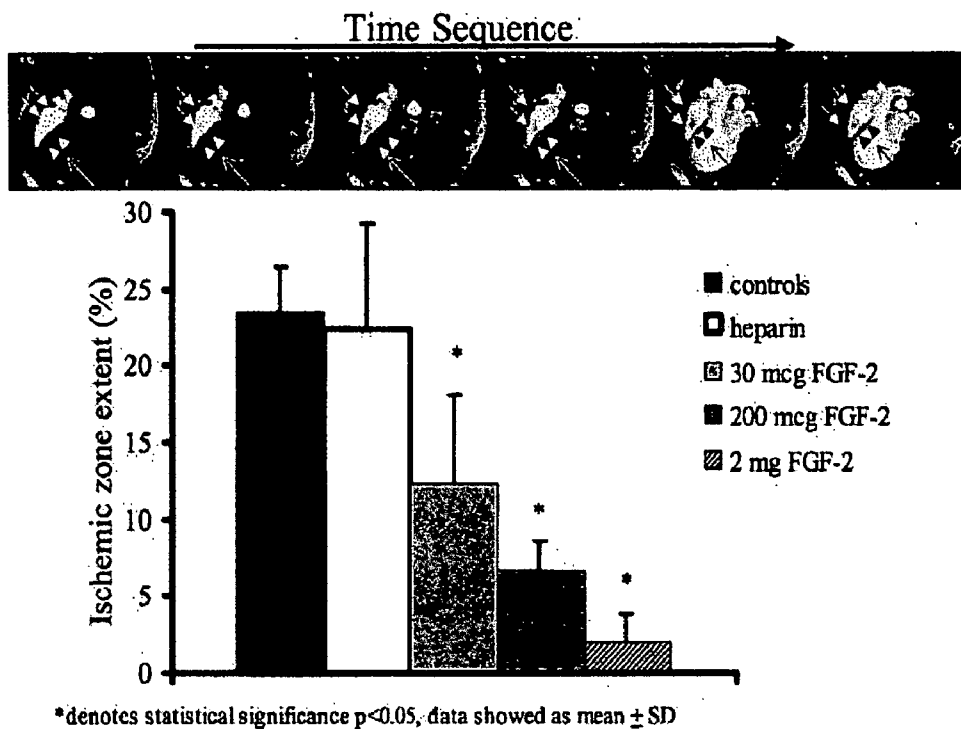 Time Sequence
Ischemic zone extent (%)
30
25
20
15
10
5
0
*
*
*
controls
heparin
30 mcg FGF-2
200 mcg FGF-2
2 mg FGF-2
*denotes statistical significance p<0.05, data showed as mean ± SD